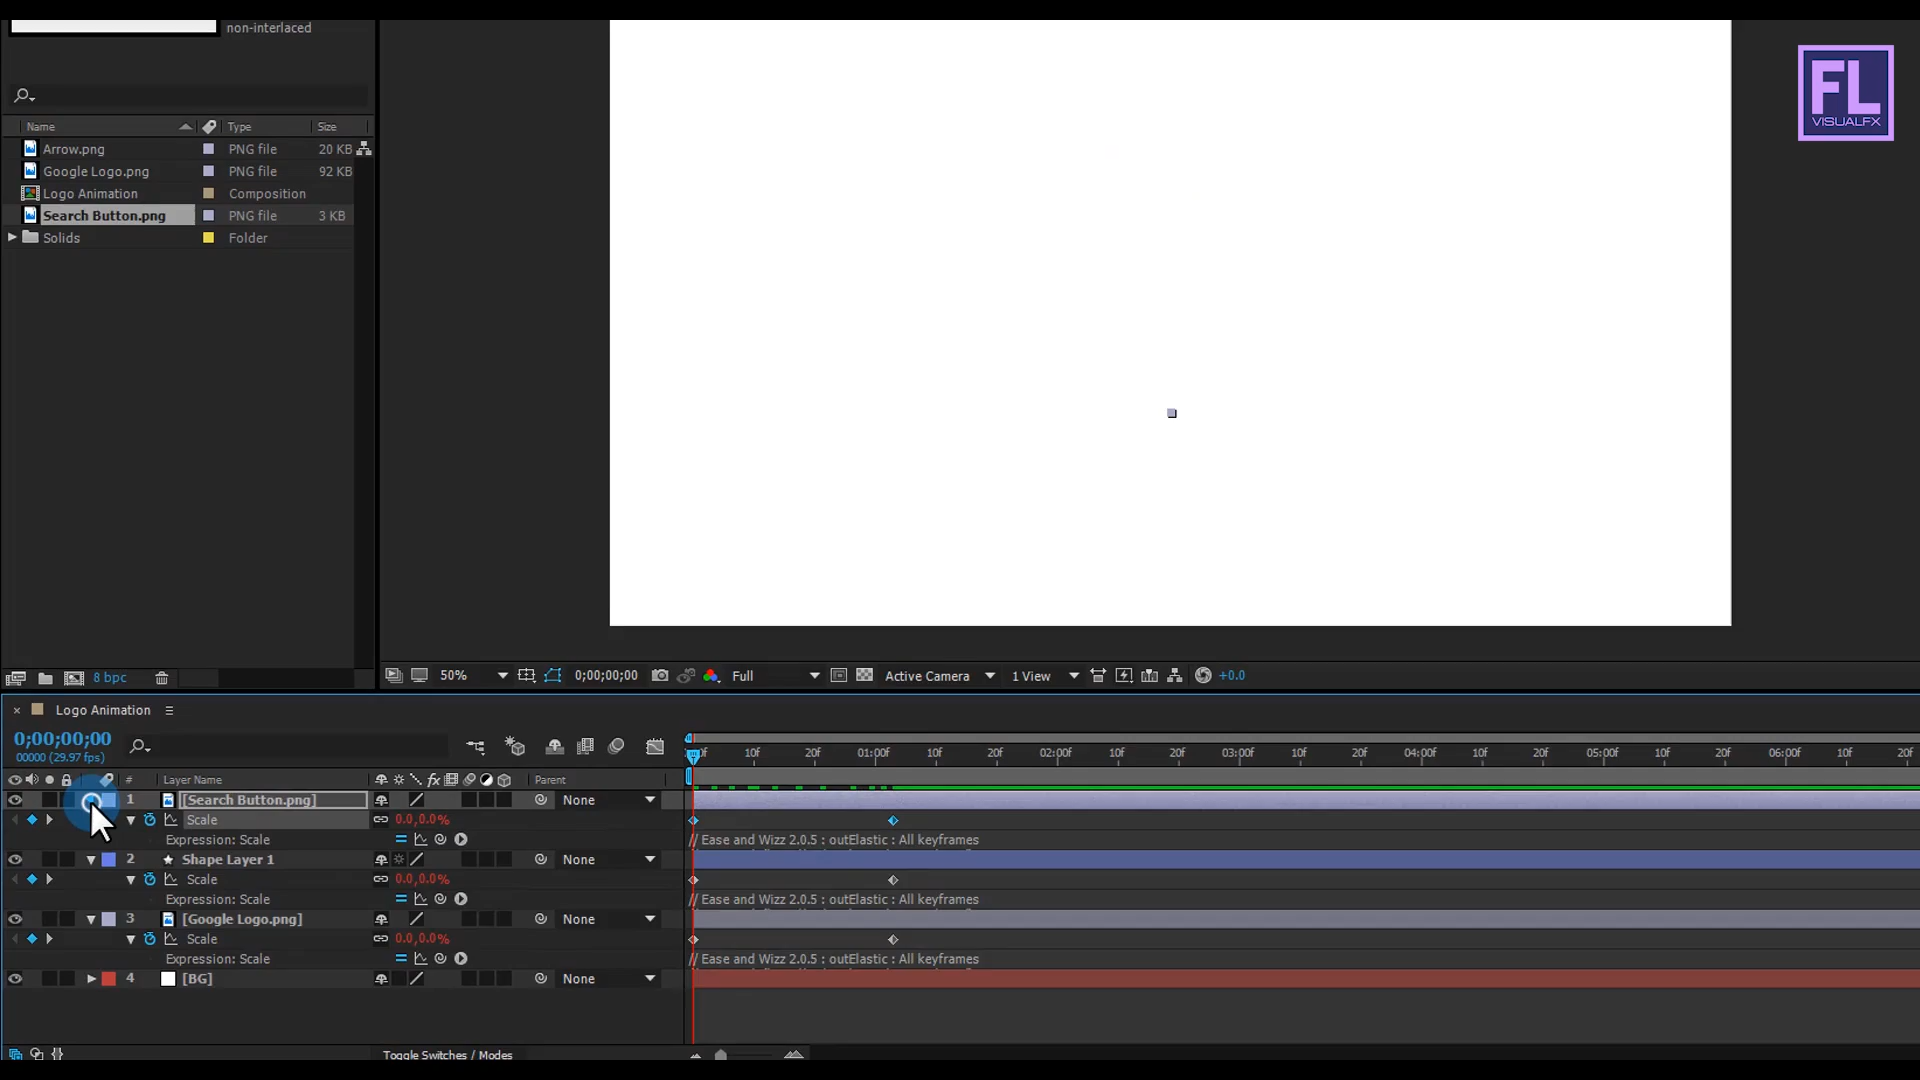 non-interlaced
FL
VISUALFX
Name Type Size
Arrow.png PNG file 20 KB
Google Logo.png PNG file 92 KB
Logo Animation Composition
Search Button.png PNG file 3 KB
Solids Folder
8 bpc
50% 0;00;00;00 Full Active Camera 1 View +0.0
Logo Animation
0;00;00;00
00000 (29.97 fps)
0f 10f 20f 01:00f 10f 20f 02:00f 10f 20f 03:00f 10f 20f 04:00f 10f 20f 05:00f 10f 20f 06:00f 10f 20f
# Layer Name fx Parent
1 [Search Button.png] None
Scale 0.0,0.0%
Expression: Scale // Ease and Wizz 2.0.5 : outElastic : All keyframes
2 Shape Layer 1 None
Scale 0.0,0.0%
Expression: Scale // Ease and Wizz 2.0.5 : outElastic : All keyframes
3 [Google Logo.png] None
Scale 0.0,0.0%
Expression: Scale // Ease and Wizz 2.0.5 : outElastic : All keyframes
4 [BG] None
Toggle Switches / Modes